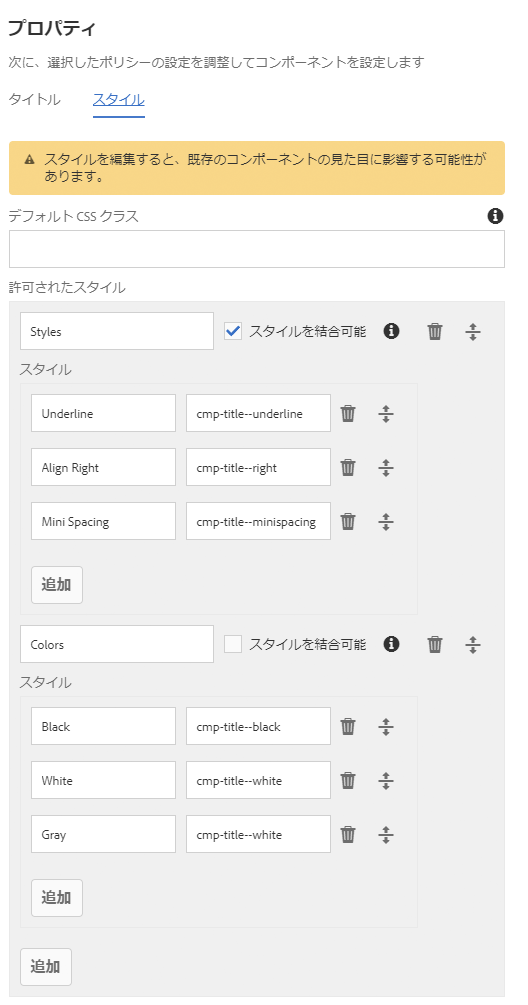 プロパティ
次に、選択したポリシーの設定を調整してコンポーネントを設定します
タイトル スタイル
スタイルを編集すると、既存のコンポーネントの見た目に影響する可能性が
あります。
デフォルト CSS クラス
許可されたスタイル
Styles スタイルを結合可能
スタイル
Underline cmp-title--underline
Align Right cmp-title--right
Mini Spacing cmp-title--minispacing
追加
Colors スタイルを結合可能
スタイル
Black cmp-title--black
White cmp-title--white
Gray cmp-title--white
追加
追加